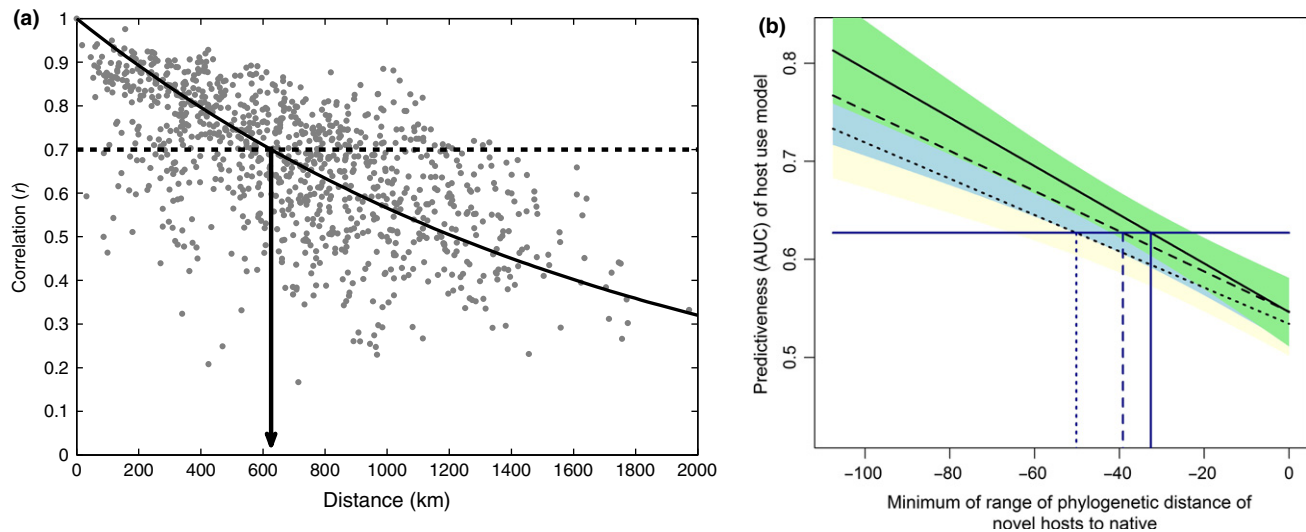 (a)
1
0.9
0.8
0.7
0.6
0.5
0.4
0.3
0.2
0.1
0
Correlation (r)
0 200 400 600 800 1000 1200 1400 1600 1800 2000
Distance (km)
(b)
0.8
0.7
0.6
0.5
Predictiveness (AUC) of host use model
−100 −80 −60 −40 −20 0
Minimum of range of phylogenetic distance of
novel hosts to native